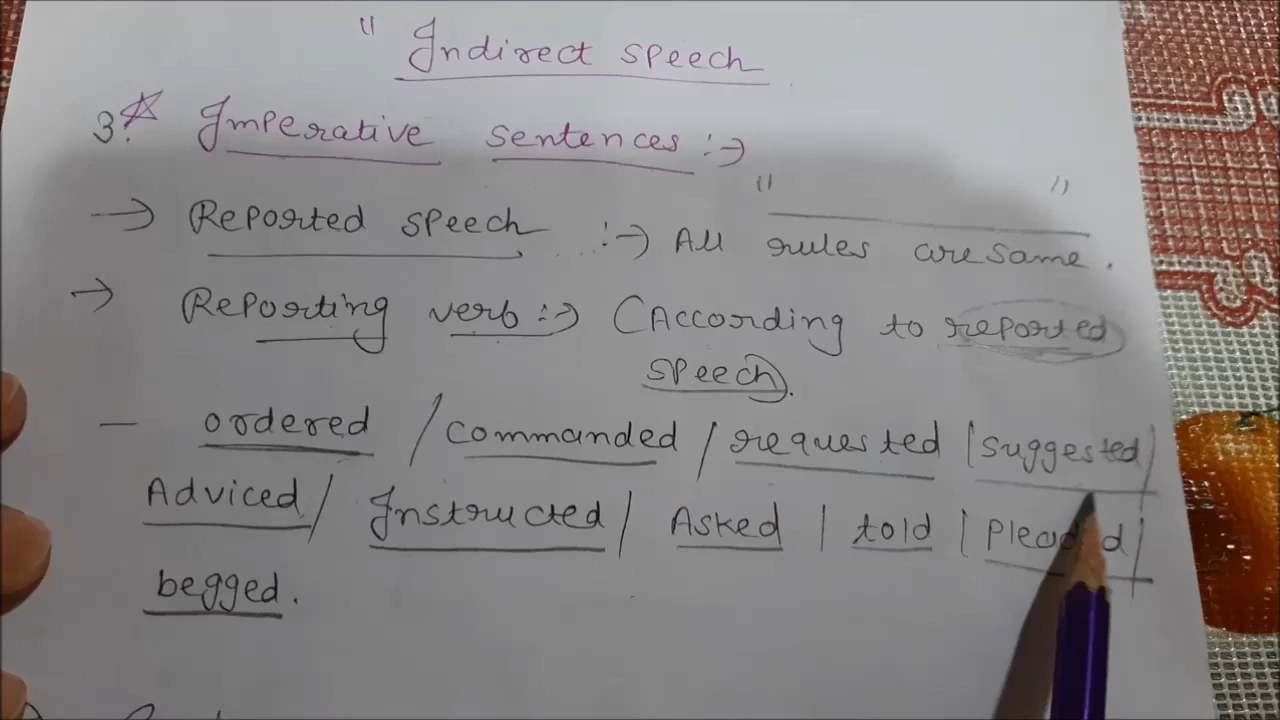 " Indirect speech
3.* Imperative sentences :→
" "
→ Reported speech ...:→ All rules are same.
→ Reporting verb :→ (According to reported
speech).
— ordered / commanded / requested / suggested /
Adviced / Instructed / Asked / told /
begged.